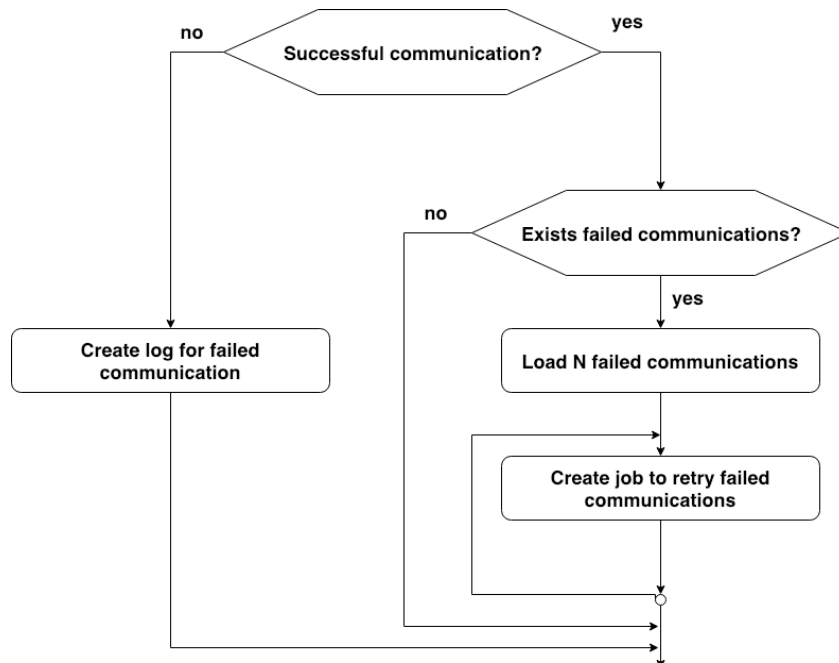 no
yes
Successful communication?
no
Exists failed communications?
yes
Create log for failed
communication
Load N failed communications
Create job to retry failed
communications